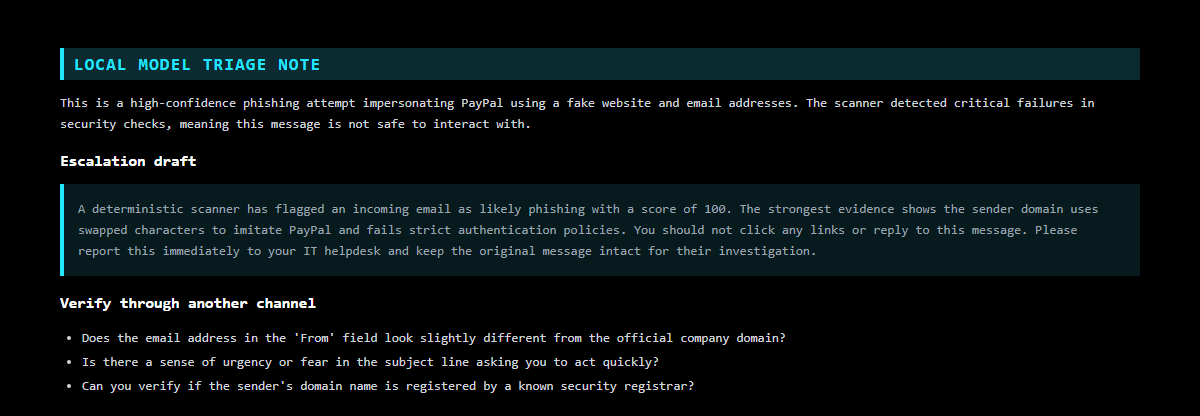 LOCAL MODEL TRIAGE NOTE
This is a high-confidence phishing attempt impersonating PayPal using a fake website and email addresses. The scanner detected critical failures in
security checks, meaning this message is not safe to interact with.
Escalation draft
A deterministic scanner has flagged an incoming email as likely phishing with a score of 100. The strongest evidence shows the sender domain uses
swapped characters to imitate PayPal and fails strict authentication policies. You should not click any links or reply to this message. Please
report this immediately to your IT helpdesk and keep the original message intact for their investigation.
Verify through another channel
• Does the email address in the 'From' field look slightly different from the official company domain?
• Is there a sense of urgency or fear in the subject line asking you to act quickly?
• Can you verify if the sender's domain name is registered by a known security registrar?